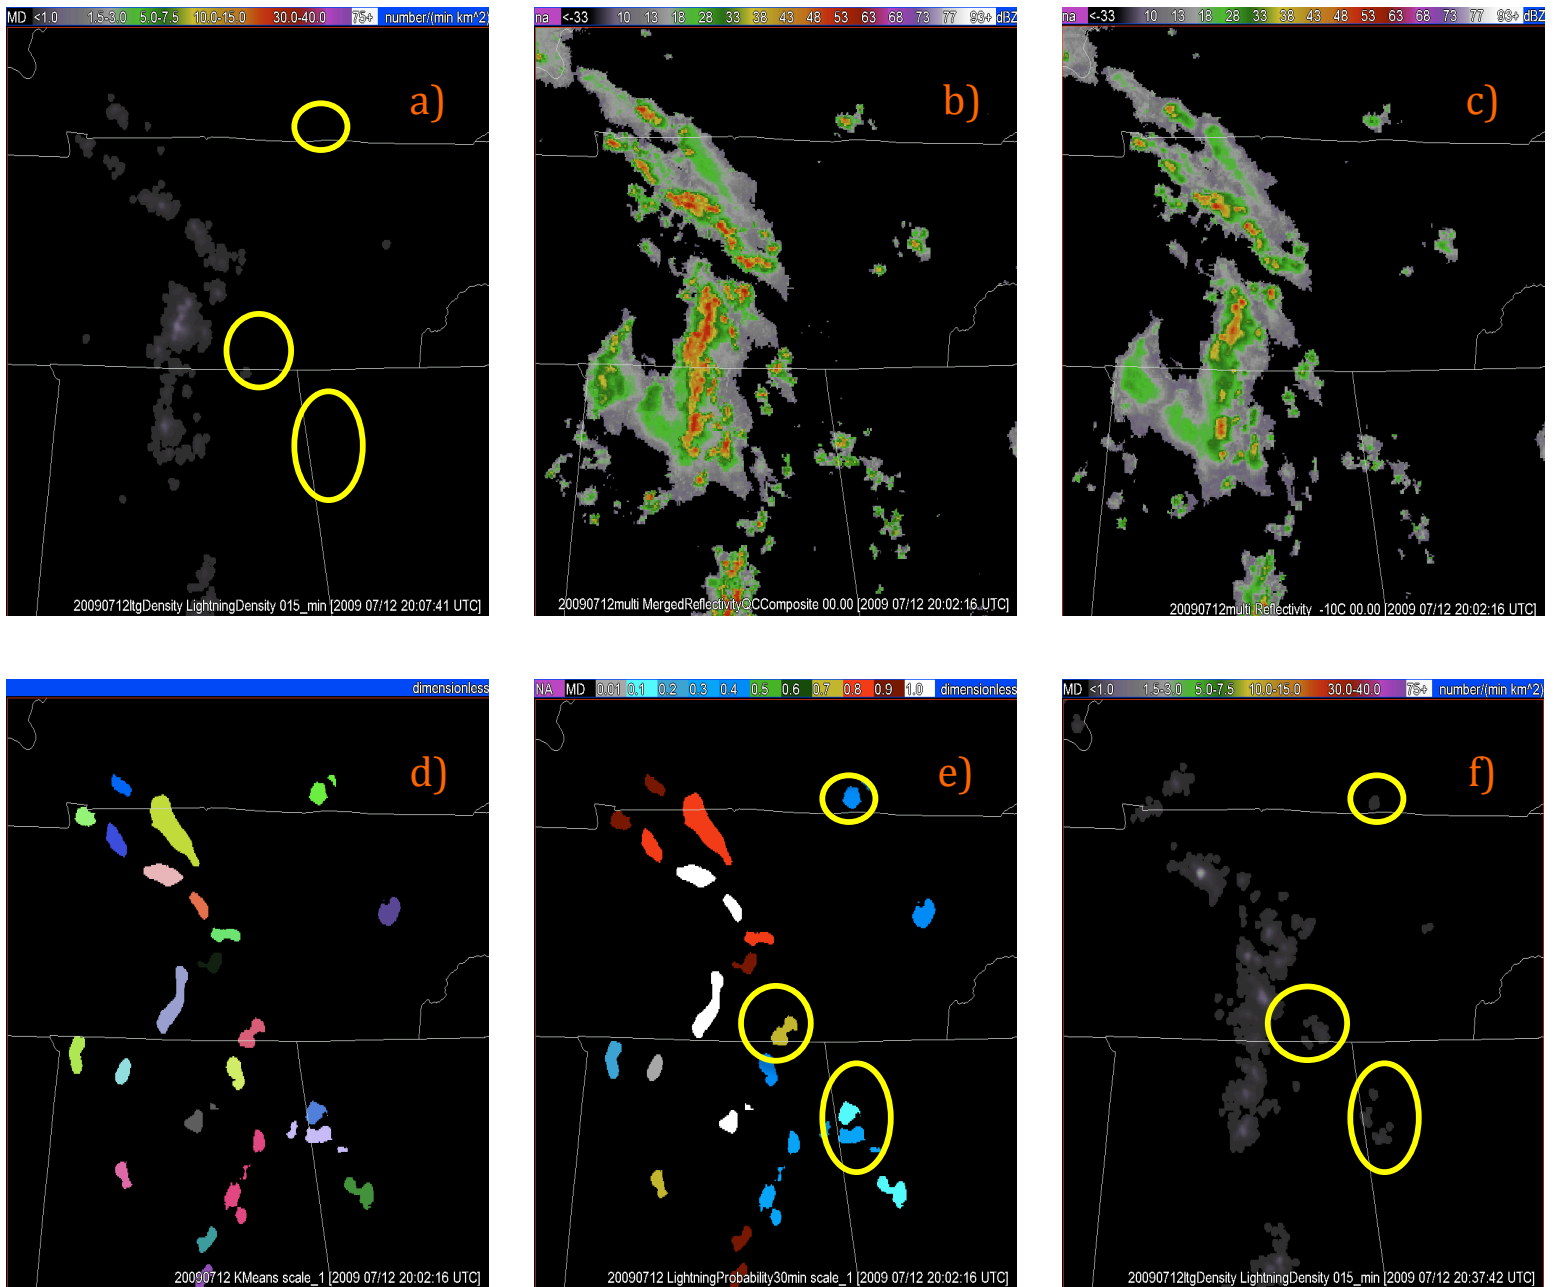 MD <1.0 1.5-3.0 5.0-7.5 10.0-15.0 30.0-40.0 75+ number/(min km^2)
na <-33 10 13 18 28 33 38 43 48 53 63 68 73 77 93+ dBZ
na <-33 10 13 18 28 33 38 43 48 53 63 68 73 77 93+ dBZ
a)
b)
c)
20090712ltgDensity LightningDensity 015_min [2009 07/12 20:07:41 UTC]
20090712multi MergedReflectivityQCComposite 00.00 [2009 07/12 20:02:16 UTC]
20090712multi Reflectivity_-10C 00.00 [2009 07/12 20:02:16 UTC]
dimensionless
NA MD 0.01 0.1 0.2 0.3 0.4 0.5 0.6 0.7 0.8 0.9 1.0 dimensionless
MD <1.0 1.5-3.0 5.0-7.5 10.0-15.0 30.0-40.0 75+ number/(min km^2)
d)
e)
f)
20090712 KMeans scale_1 [2009 07/12 20:02:16 UTC]
20090712 LightningProbability30min scale_1 [2009 07/12 20:02:16 UTC]
20090712ltgDensity LightningDensity 015_min [2009 07/12 20:37:42 UTC]